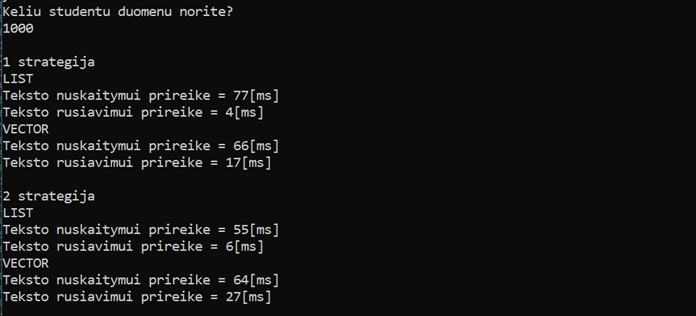 Keliu studentu duomenu norite?
1000
1 strategija
LIST
Teksto nuskaitymui prireike = 77[ms]
Teksto rusiavimui prireike = 4[ms]
VECTOR
Teksto nuskaitymui prireike = 66[ms]
Teksto rusiavimui prireike = 17[ms]
2 strategija
LIST
Teksto nuskaitymui prireike = 55[ms]
Teksto rusiavimui prireike = 6[ms]
VECTOR
Teksto nuskaitymui prireike = 64[ms]
Teksto rusiavimui prireike = 27[ms]